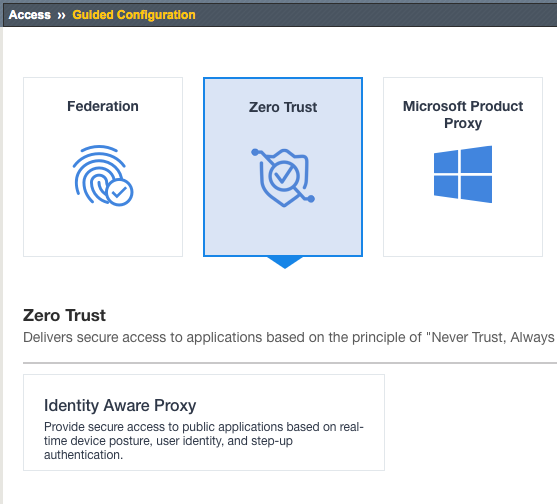 Access ›› Guided Configuration
Federation
Zero Trust
Microsoft Product
Proxy
Zero Trust
Delivers secure access to applications based on the principle of "Never Trust, Always
Identity Aware Proxy
Provide secure access to public applications based on real-
time device posture, user identity, and step-up
authentication.